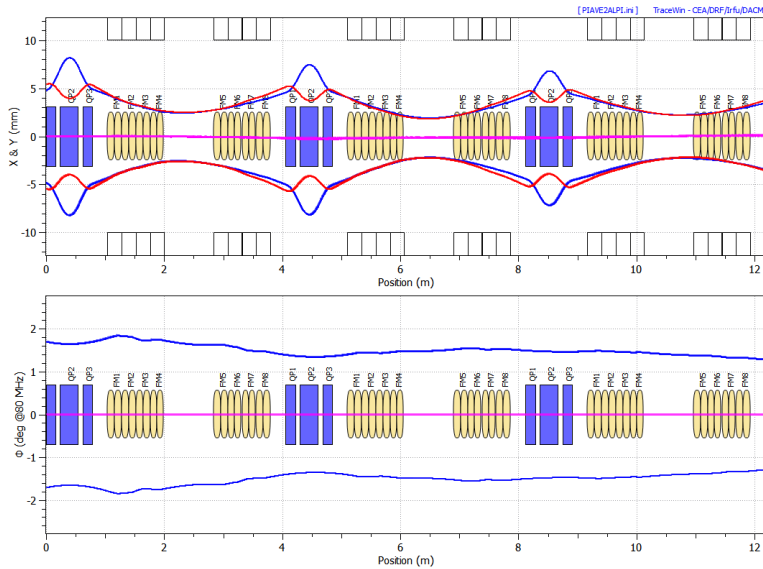 [ PIAVE2ALPI.ini ] TraceWin - CEA/DRF/Irfu/DACM
10
5
0
-5
-10
X & Y (mm)
QP2
QP3
FM1
FM2
FM3
FM4
FM5
FM6
FM7
QP1
QP2
QP3
FM1
FM2
FM3
FM4
FM5
FM6
FM7
FM8
QP1
QP2
FM1
FM2
FM3
FM4
FM5
FM6
FM7
FM8
0 2 4 6 8 10 12
Position (m)
2
1
0
-1
-2
Φ (deg @80 MHz)
QP2
QP3
FM1
FM2
FM3
FM4
FM5
FM6
FM7
FM8
QP1
QP2
QP3
FM1
FM2
FM3
FM4
FM5
FM6
FM7
FM8
QP1
QP2
QP3
FM1
FM2
FM3
FM4
FM5
FM6
FM7
FM8
0 2 4 6 8 10 12
Position (m)